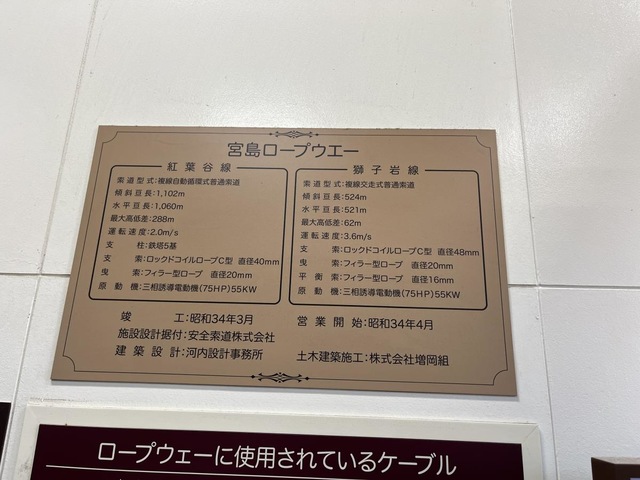 宮島ロープウエー
紅葉谷線
索道型式:複線自動循環式普通索道
傾斜亘長:1,102m
水平亘長:1,060m
最大高低差:288m
運転速度:2.0m/s
支柱:鉄塔5基
支索:ロックドコイルロープC型 直径40mm
曳索:フィラー型ロープ 直径20mm
原動機:三相誘導電動機(75HP)55KW
獅子岩線
索道型式:複線交走式普通索道
傾斜亘長:524m
水平亘長:521m
最大高低差:62m
運転速度:3.6m/s
支索:ロックドコイルロープC型 直径48mm
曳索:フィラー型ロープ 直径20mm
平衡索:フィラー型ロープ 直径16mm
原動機:三相誘導電動機(75HP)55KW
竣工:昭和34年3月
営業開始:昭和34年4月
施設設計据付:安全索道株式会社
建築設計:河内設計事務所
土木建築施工:株式会社増岡組
ロープウェーに使用されているケーブル